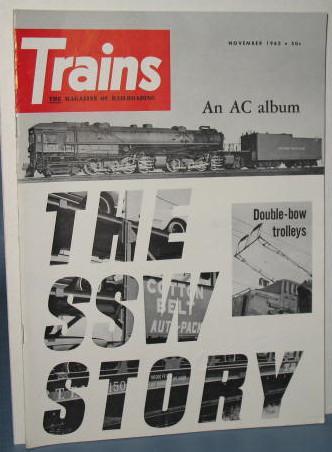 NOVEMBER 1963 • 50c
Trains
THE MAGAZINE OF RAILROADING
An AC album
Double-bow
trolleys
THE
SSW
COTTON
BELT
AUTO-PACK
STORY